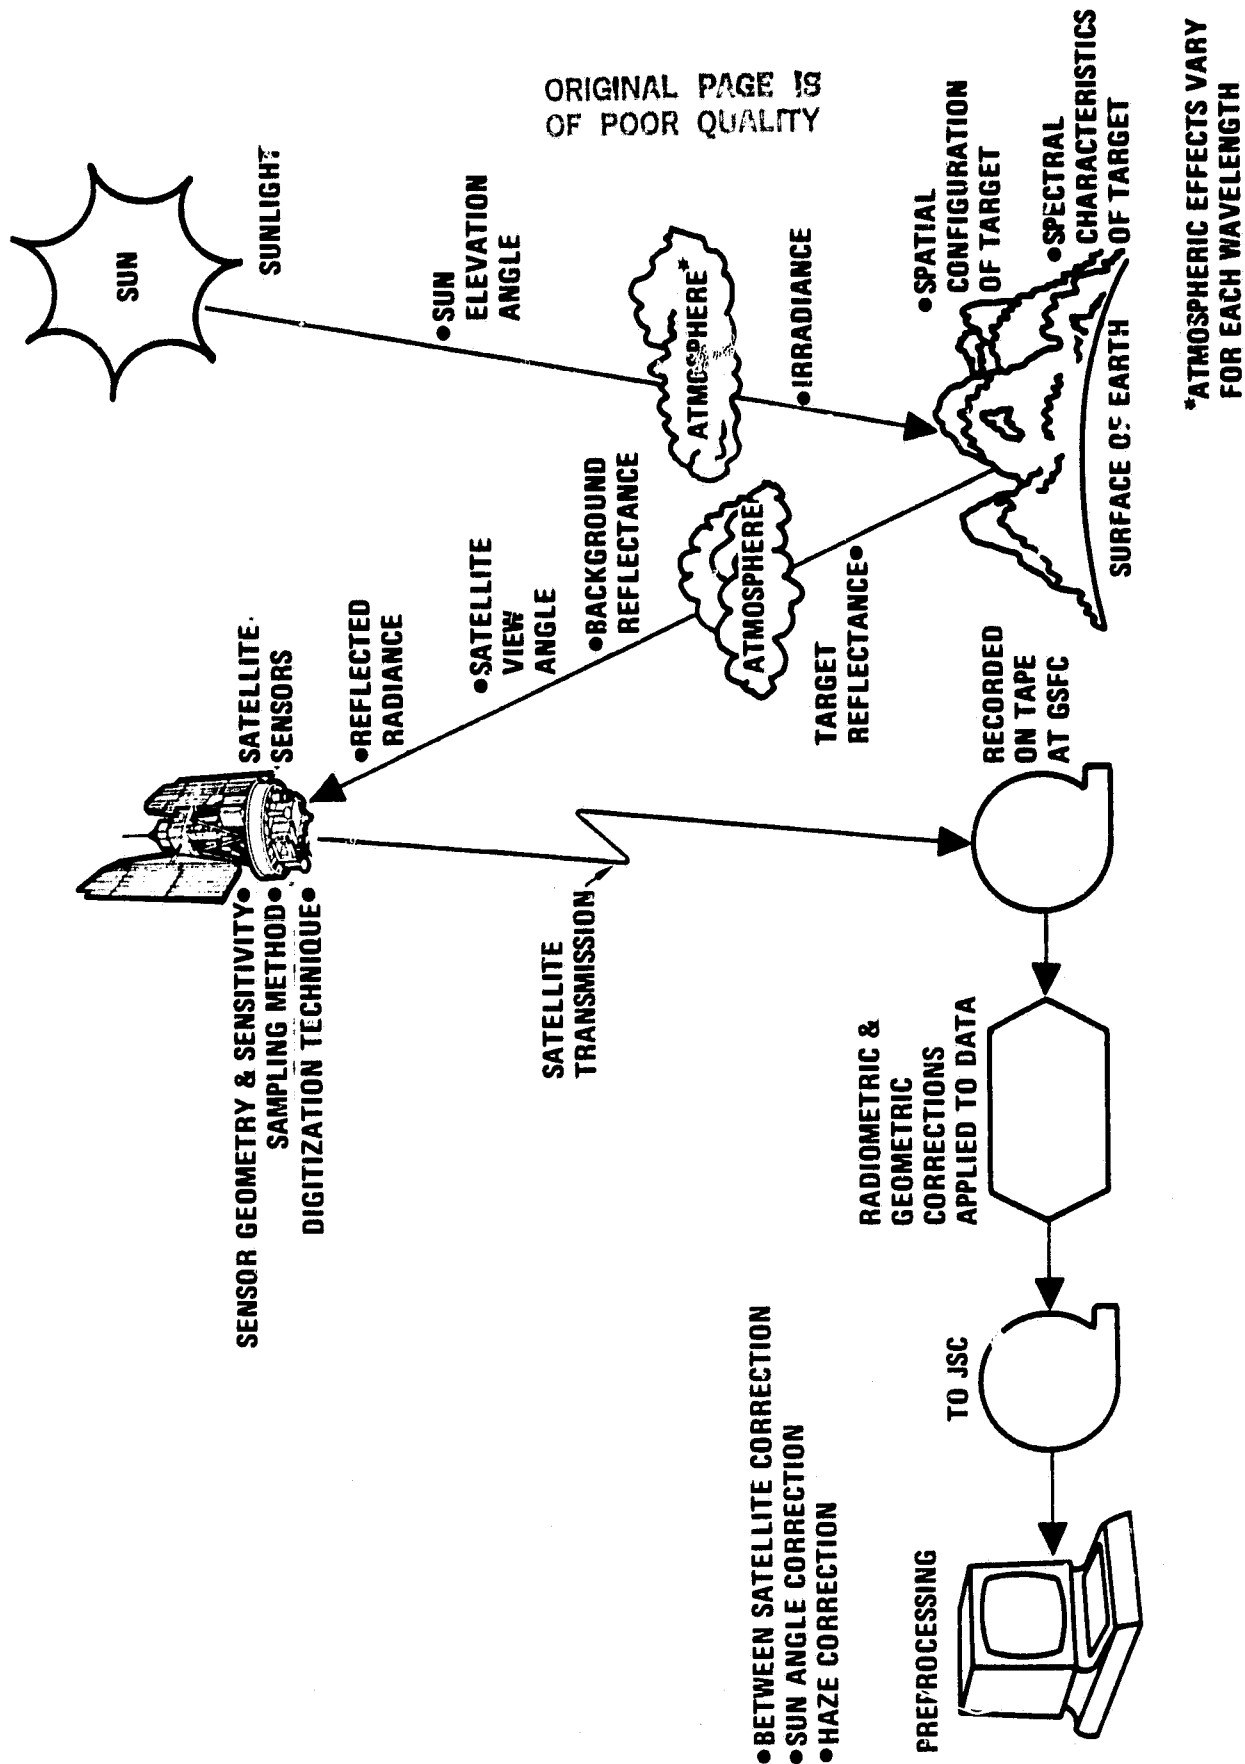 ORIGINAL PAGE IS
OF POOR QUALITY
SUN
SUNLIGHT
●SUN
ELEVATION
ANGLE
ATMOSPHERE*
●IRRADIANCE
●SPATIAL
CONFIGURATION
OF TARGET
●SPECTRAL
CHARACTERISTICS
OF TARGET
SURFACE OF EARTH
*ATMOSPHERIC EFFECTS VARY
FOR EACH WAVELENGTH
TARGET
REFLECTANCE●
ATMOSPHERE
●BACKGROUND
REFLECTANCE
●SATELLITE
VIEW
ANGLE
●REFLECTED
RADIANCE
SATELLITE
SENSORS
SENSOR GEOMETRY & SENSITIVITY●
SAMPLING METHOD●
DIGITIZATION TECHNIQUE●
SATELLITE
TRANSMISSION
RECORDED
ON TAPE
AT GSFC
RADIOMETRIC &
GEOMETRIC
CORRECTIONS
APPLIED TO DATA
TO JSC
●BETWEEN SATELLITE CORRECTION
●SUN ANGLE CORRECTION
●HAZE CORRECTION
PREPROCESSING